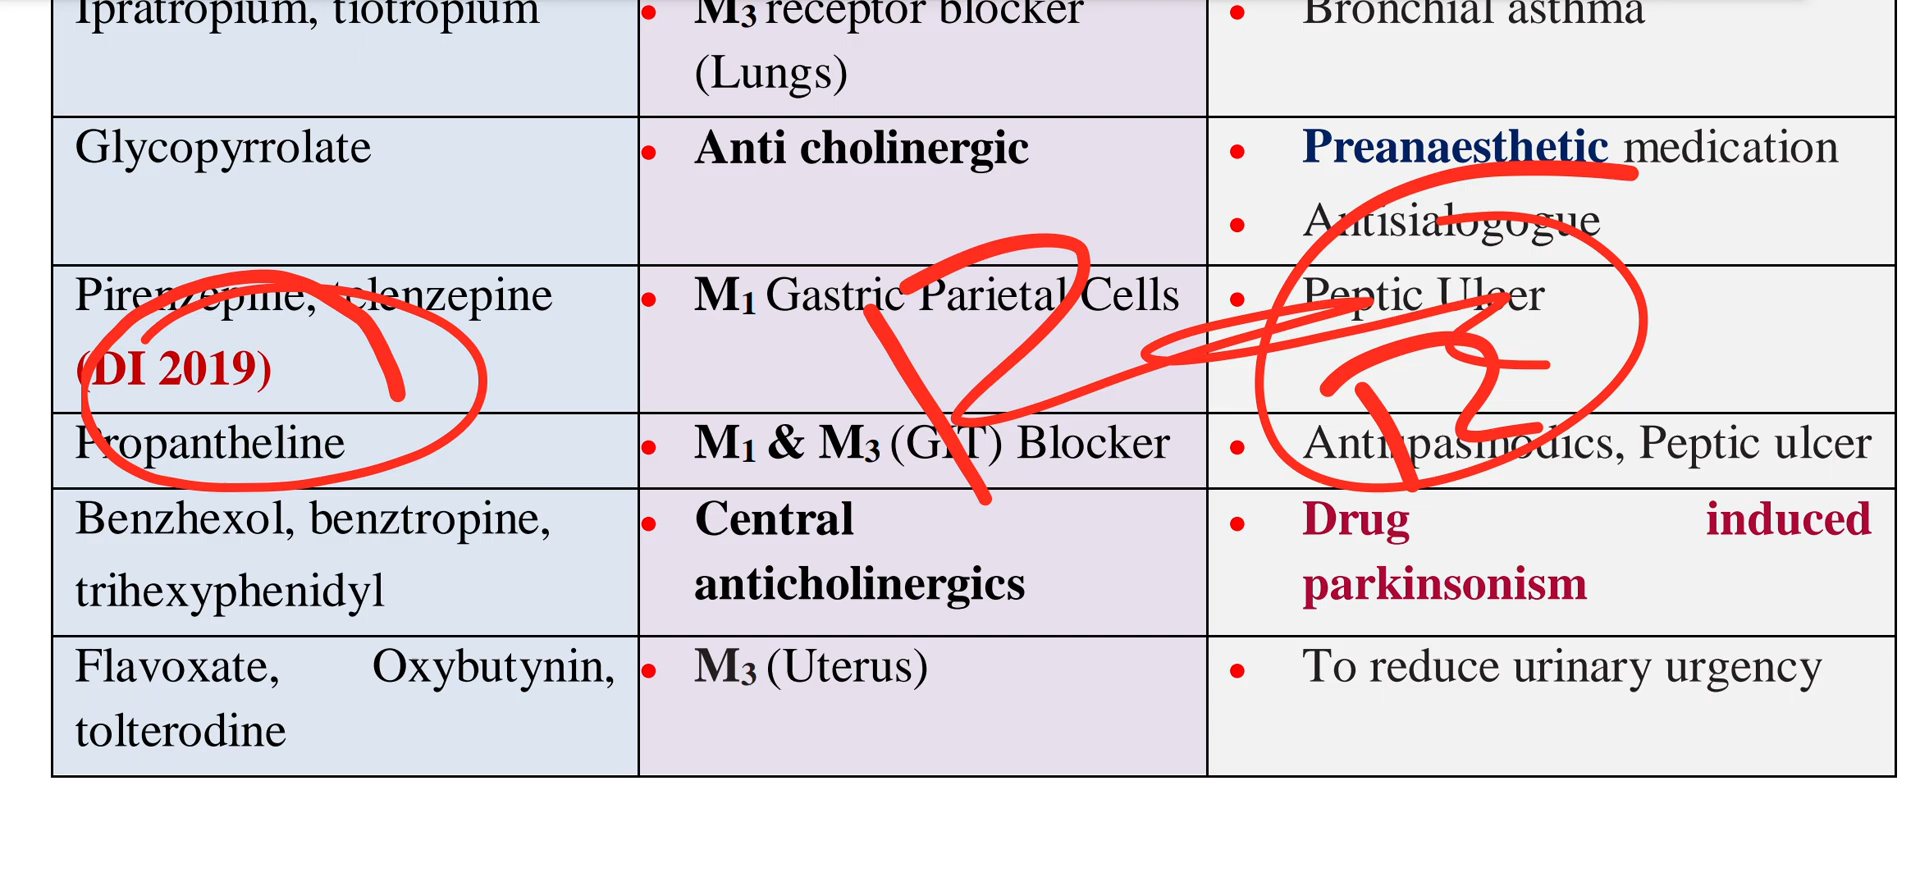 Ipratropium, tiotropium
M3 receptor blocker
(Lungs)
Bronchial asthma
Glycopyrrolate
Anti cholinergic
Preanaesthetic medication
Antisialogogue
Pirenzepine, telenzepine
(DI 2019)
M1 Gastric Parietal Cells
Peptic Ulcer
Propantheline
M1 & M3 (GIT) Blocker
Antispasmodics, Peptic ulcer
Benzhexol, benztropine,
trihexyphenidyl
Central
anticholinergics
Drug induced
parkinsonism
Flavoxate, Oxybutynin,
tolterodine
M3 (Uterus)
To reduce urinary urgency